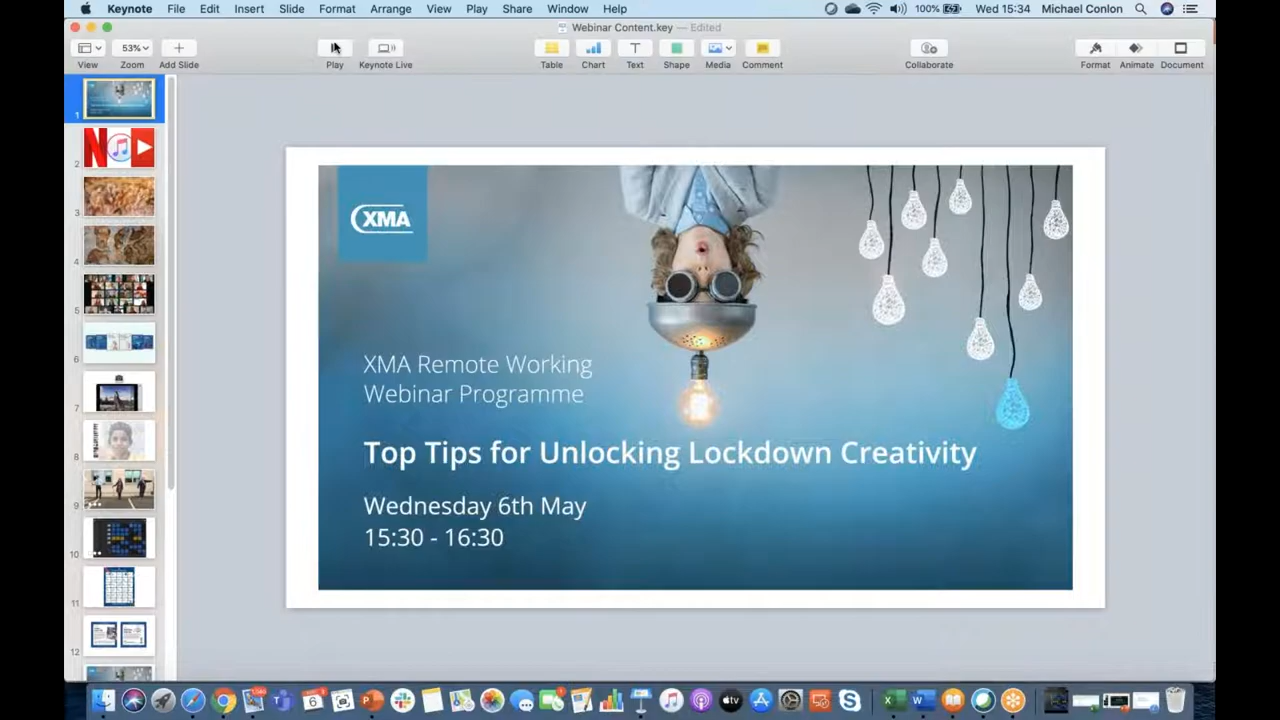 Keynote File Edit Insert Slide Format Arrange View Play Share Window Help 100% Wed 15:34 Michael Conlon
Webinar Content.key — Edited
53%
View Zoom Add Slide Play Keynote Live Table Chart Text Shape Media Comment Collaborate Format Animate Document
1
2
3
4
5
6
7
8
9
10
11
12
XMA
XMA Remote Working
Webinar Programme
Top Tips for Unlocking Lockdown Creativity
Wednesday 6th May
15:30 - 16:30